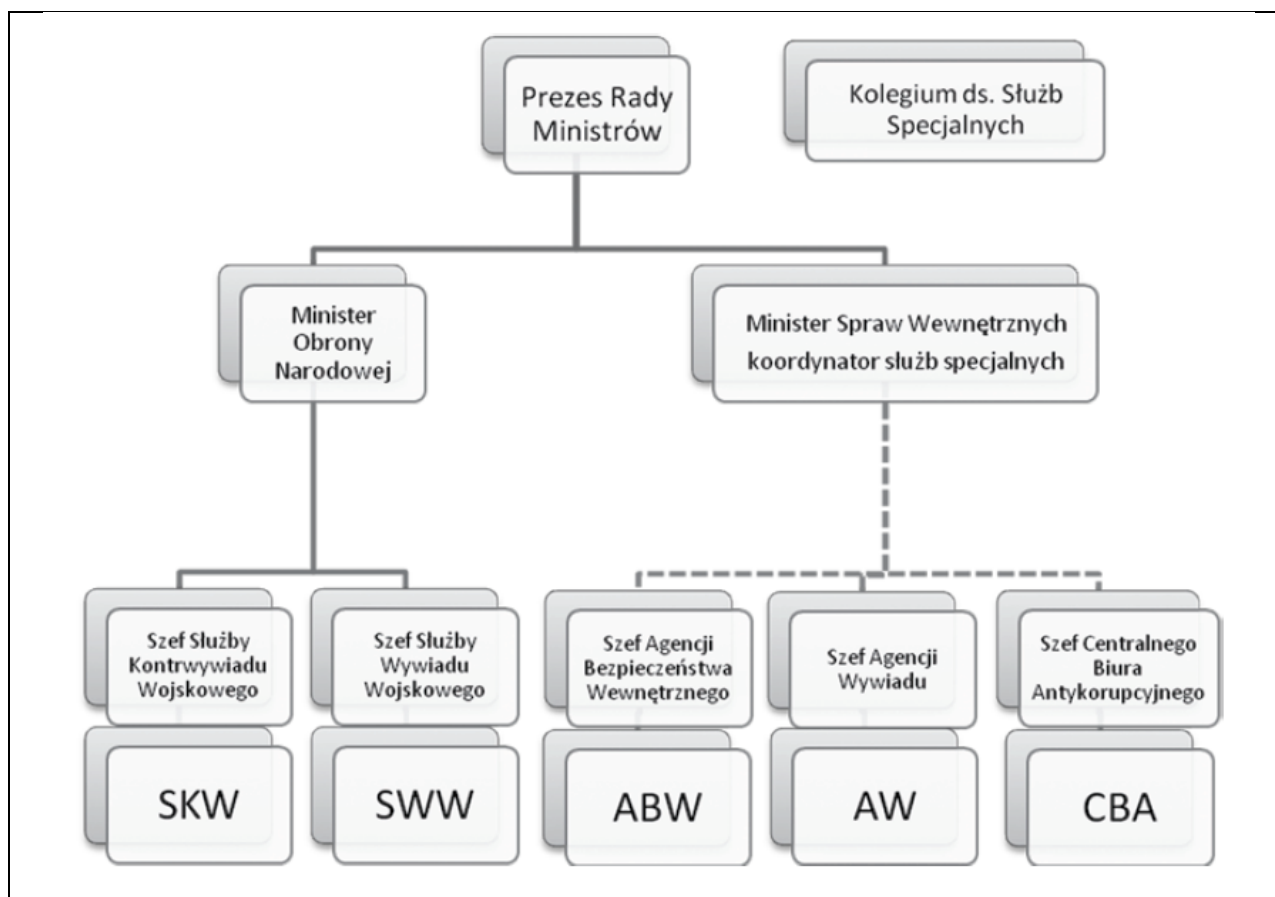 Prezes Rady
Ministrów
Kolegium ds. Służb
Specjalnych
Minister
Obrony
Narodowej
Minister Spraw Wewnętrznych
koordynator służb specjalnych
Szef Służby
Kontrwywiadu
Wojskowego
Szef Służby
Wywiadu
Wojskowego
Szef Agencji
Bezpieczeństwa
Wewnętrznego
Szef Agencji
Wywiadu
Szef Centralnego
Biura
Antykorupcyjnego
SKW
SWW
ABW
AW
CBA